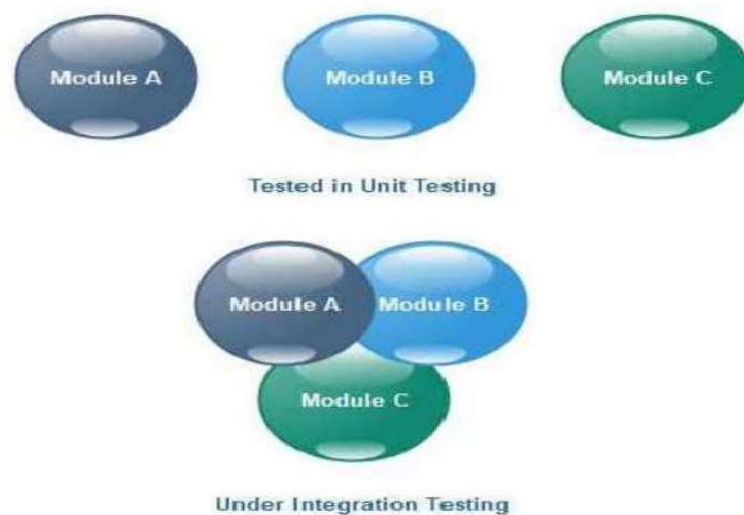 Module A Module B Module C
Tested in Unit Testing
Module A Module B
Module C
Under Integration Testing